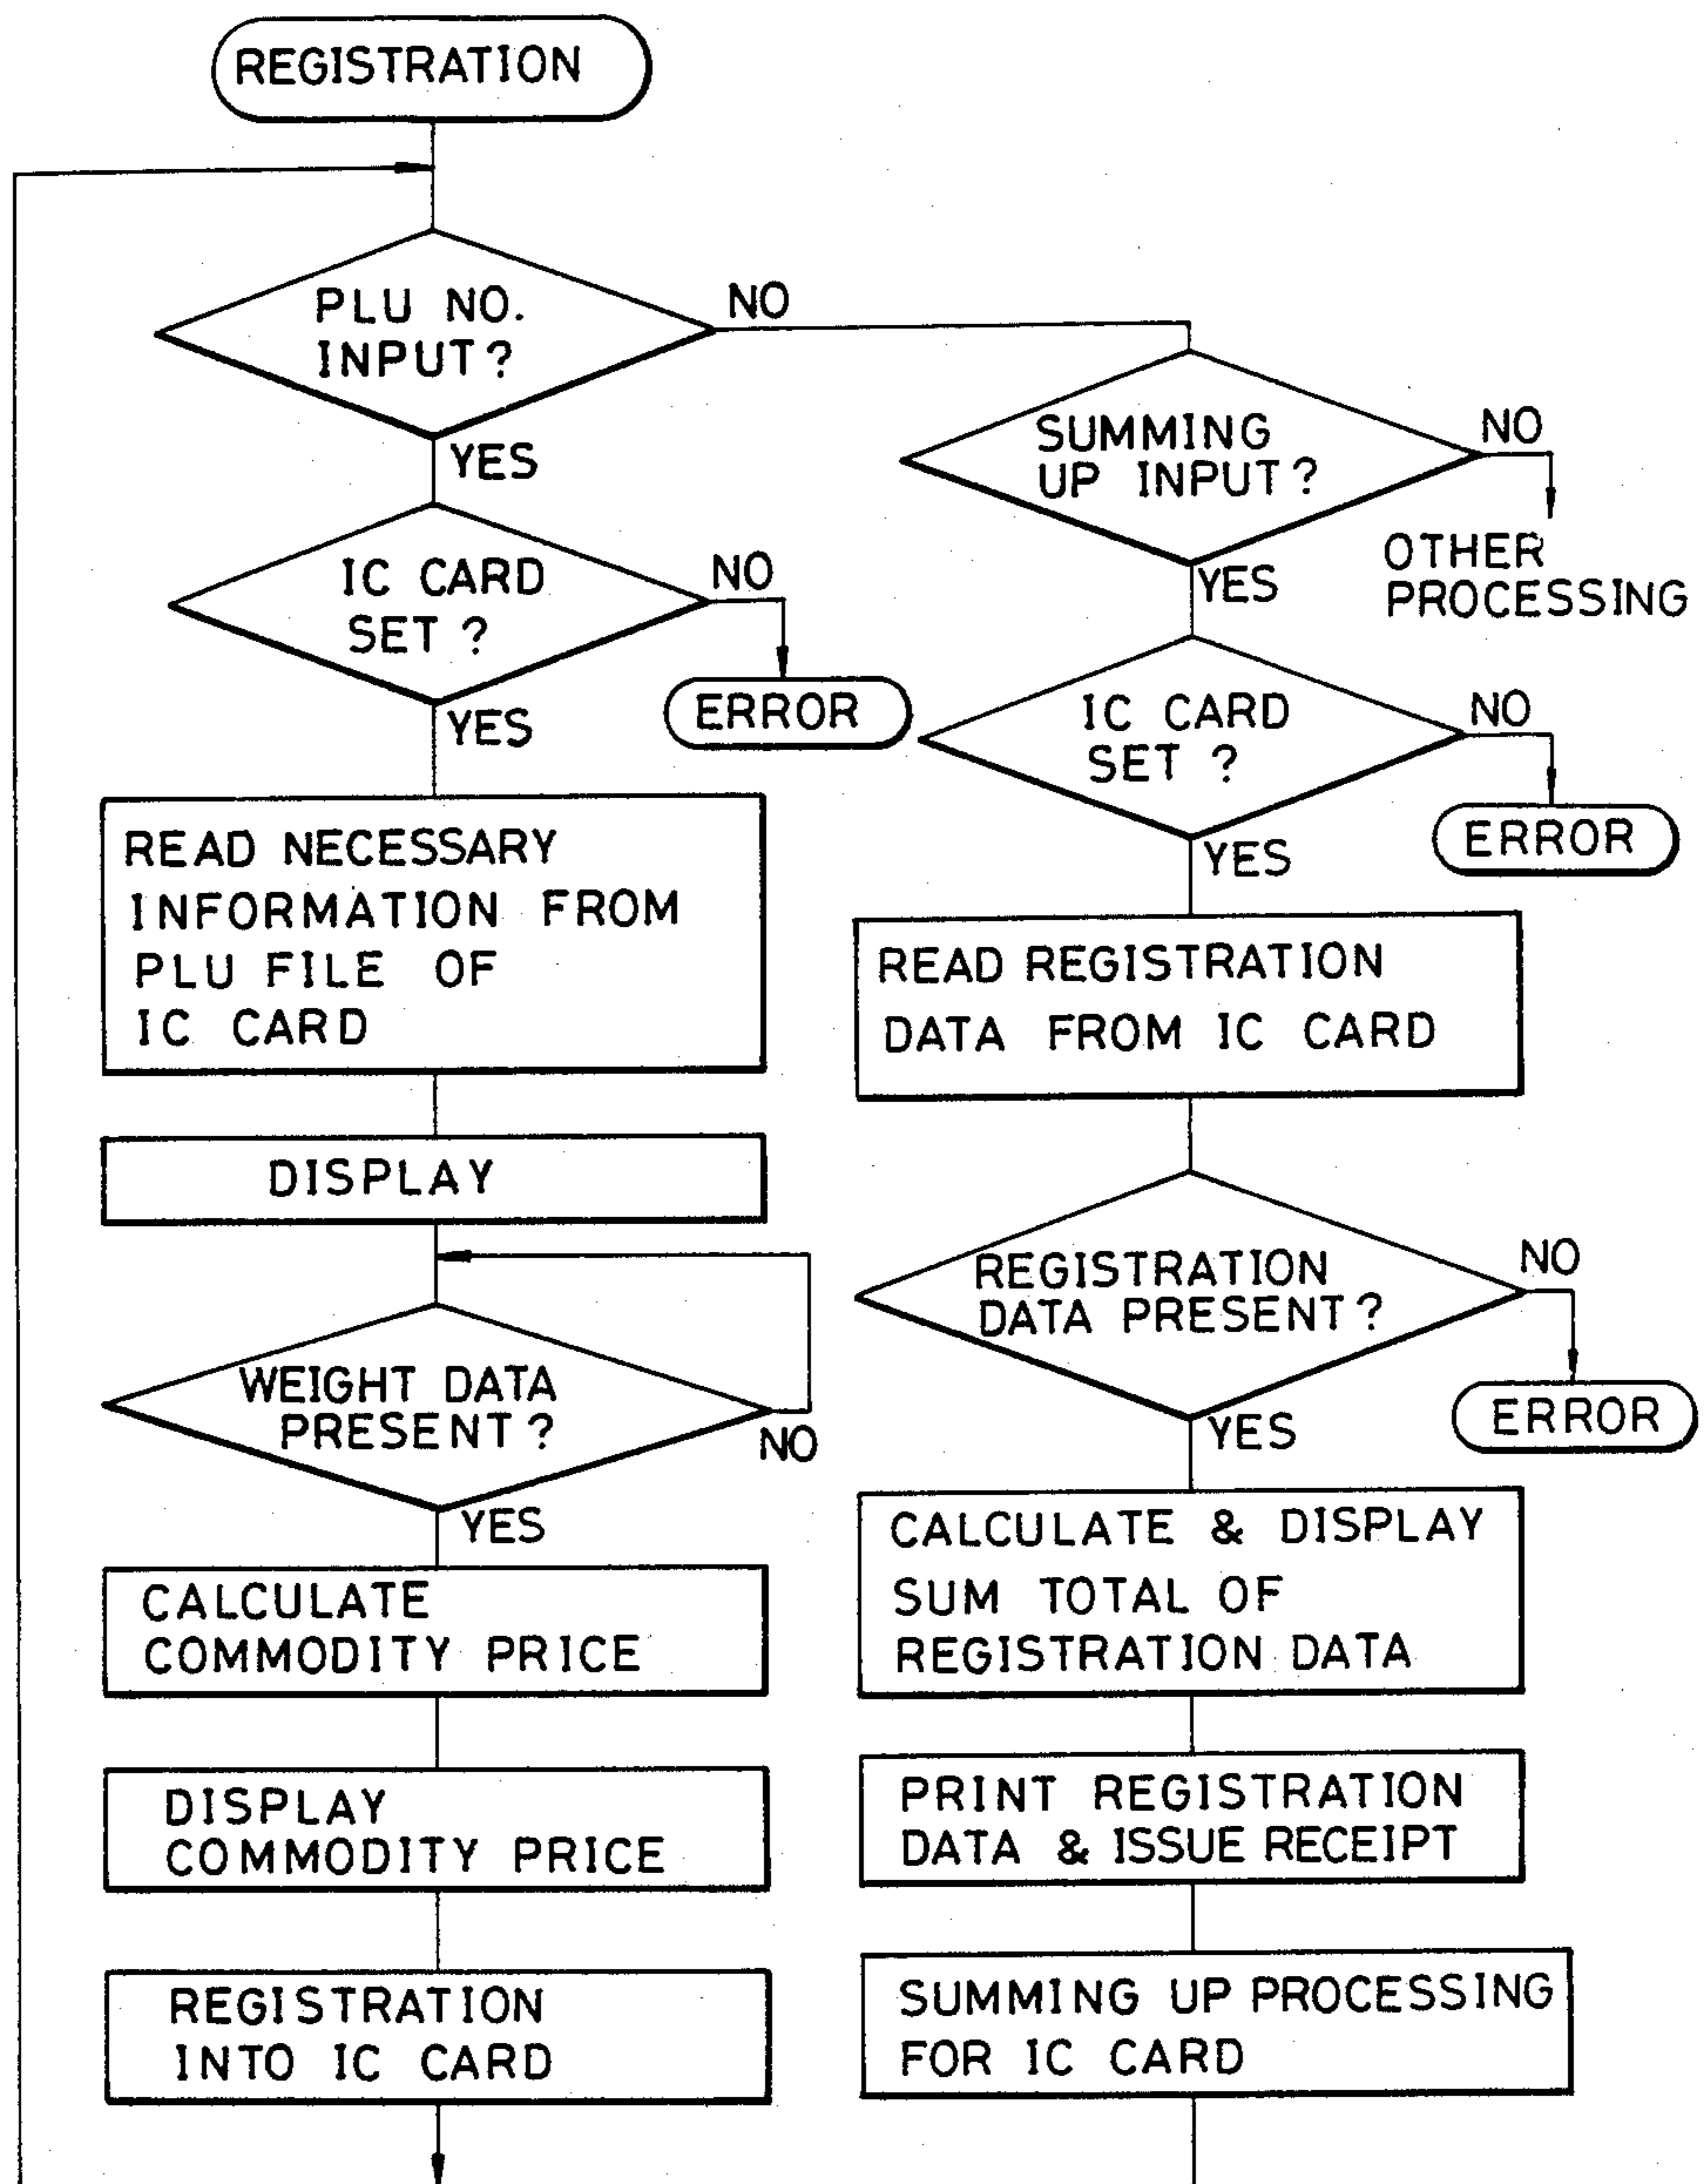 REGISTRATION
PLU NO.
INPUT?
NO
YES
IC CARD
SET ?
NO
ERROR
YES
READ NECESSARY
INFORMATION FROM
PLU FILE OF
IC CARD
DISPLAY
WEIGHT DATA
PRESENT?
NO
YES
CALCULATE
COMMODITY PRICE
DISPLAY
COMMODITY PRICE
REGISTRATION
INTO IC CARD
SUMMING
UP INPUT?
NO
OTHER
PROCESSING
YES
IC CARD
SET ?
NO
ERROR
YES
READ REGISTRATION
DATA FROM IC CARD
REGISTRATION
DATA PRESENT?
NO
ERROR
YES
CALCULATE & DISPLAY
SUM TOTAL OF
REGISTRATION DATA
PRINT REGISTRATION
DATA & ISSUE RECEIPT
SUMMING UP PROCESSING
FOR IC CARD